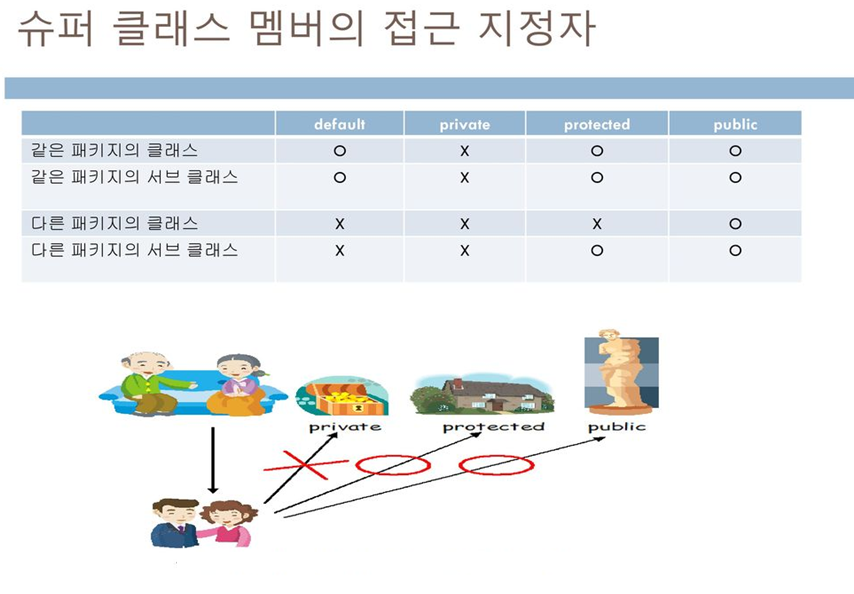 슈퍼 클래스 멤버의 접근 지정자
default private protected public
같은 패키지의 클래스 O X O O
같은 패키지의 서브 클래스 O X O O
다른 패키지의 클래스 X X X O
다른 패키지의 서브 클래스 X X O O
private protected public